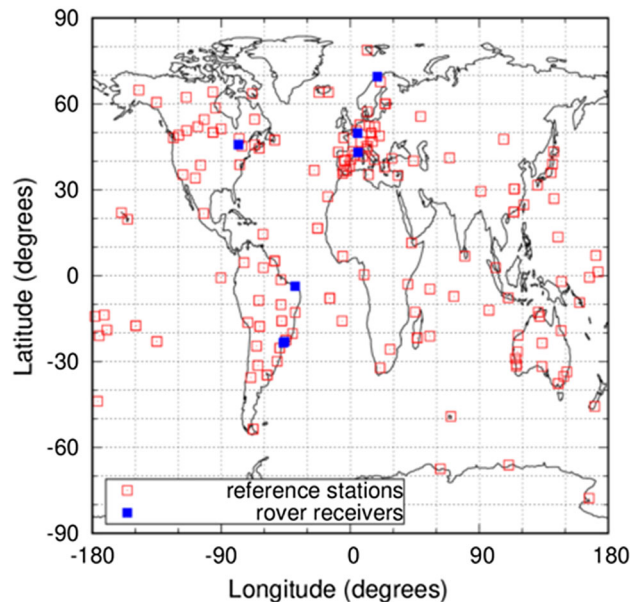 90
60
30
0
-30
-60
-90
Latitude (degrees)
reference stations
rover receivers
-180 -90 0 90 180
Longitude (degrees)